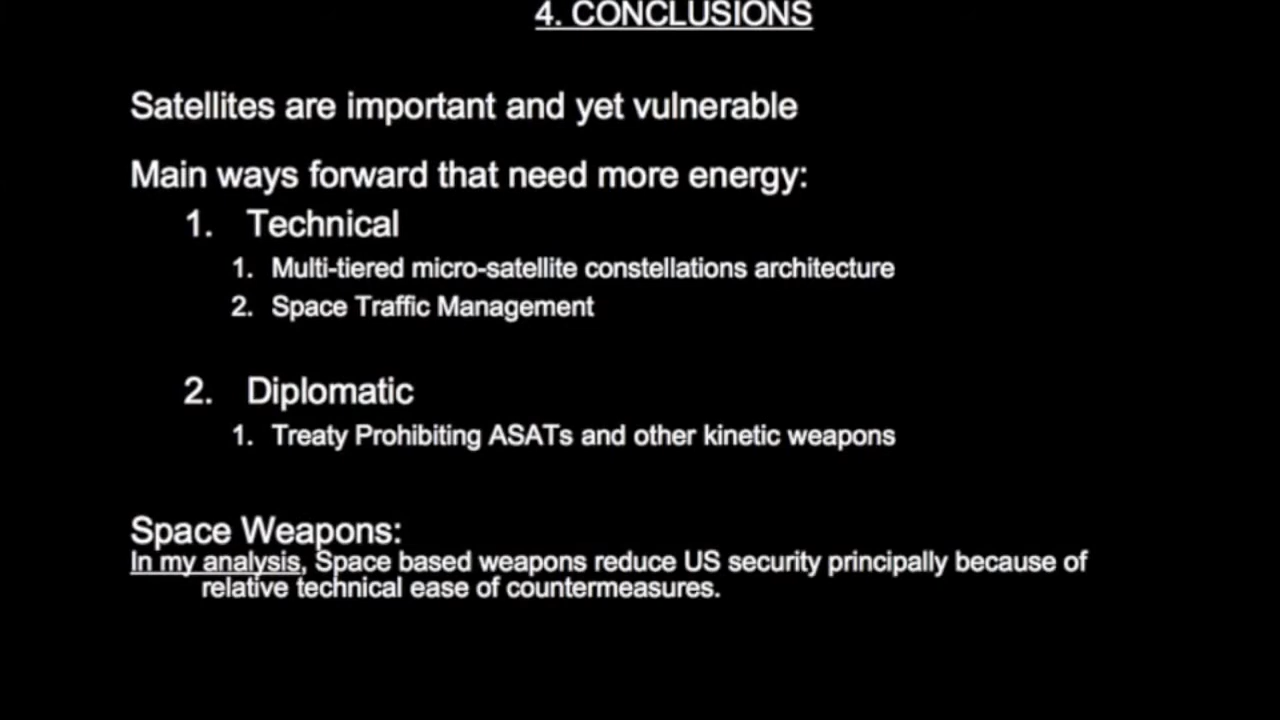 4. CONCLUSIONS
Satellites are important and yet vulnerable
Main ways forward that need more energy:
1. Technical
1. Multi-tiered micro-satellite constellations architecture
2. Space Traffic Management
2. Diplomatic
1. Treaty Prohibiting ASATs and other kinetic weapons
Space Weapons:
In my analysis, Space based weapons reduce US security principally because of
relative technical ease of countermeasures.